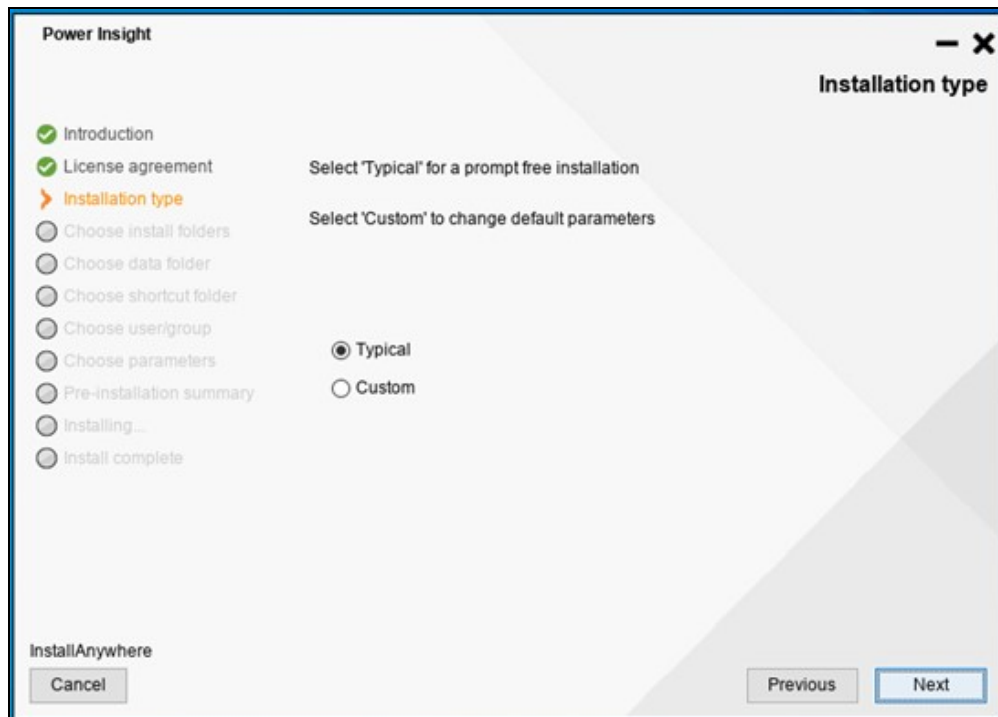 Power Insight
Installation type
Introduction
License agreement
Installation type
Choose install folders
Choose data folder
Choose shortcut folder
Choose user/group
Choose parameters
Pre-installation summary
Installing...
Install complete
Select 'Typical' for a prompt free installation
Select 'Custom' to change default parameters
Typical
Custom
InstallAnywhere
Cancel
Previous
Next